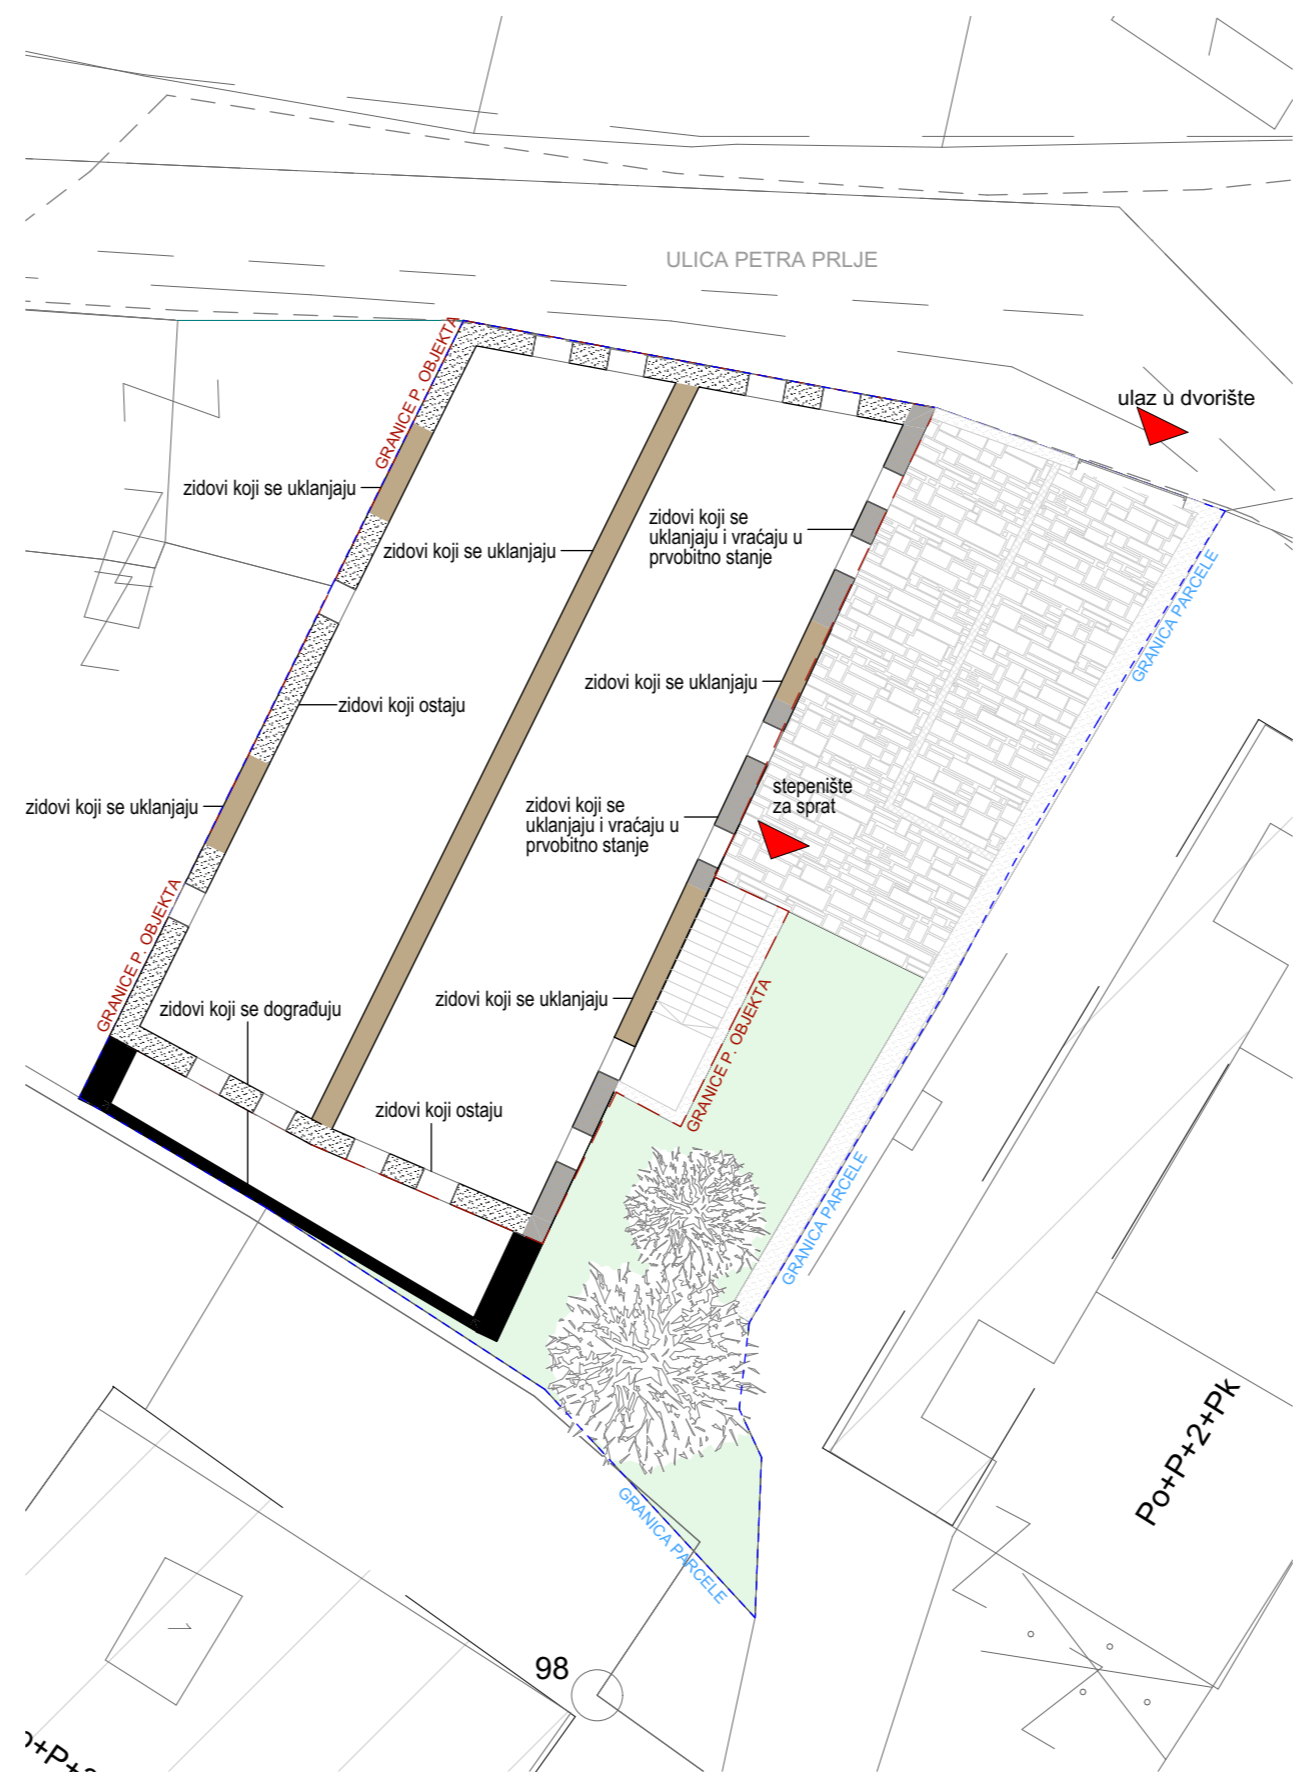 ULICA PETRA PRLJE
GRANICE P. OBJEKTA
ulaz u dvorište
zidovi koji se uklanjaju
zidovi koji se uklanjaju
zidovi koji se
uklanjaju i vraćaju u
prvobitno stanje
GRANICA PARCELE
zidovi koji se uklanjaju
zidovi koji ostaju
zidovi koji se uklanjaju
zidovi koji se
uklanjaju i vraćaju u
prvobitno stanje
stepenište
za sprat
GRANICE P. OBJEKTA
zidovi koji se dograđuju
zidovi koji se uklanjaju
GRANICE P. OBJEKTA
zidovi koji ostaju
GRANICA PARCELE
Po+P+2+Pk
GRANICA PARCELE
98